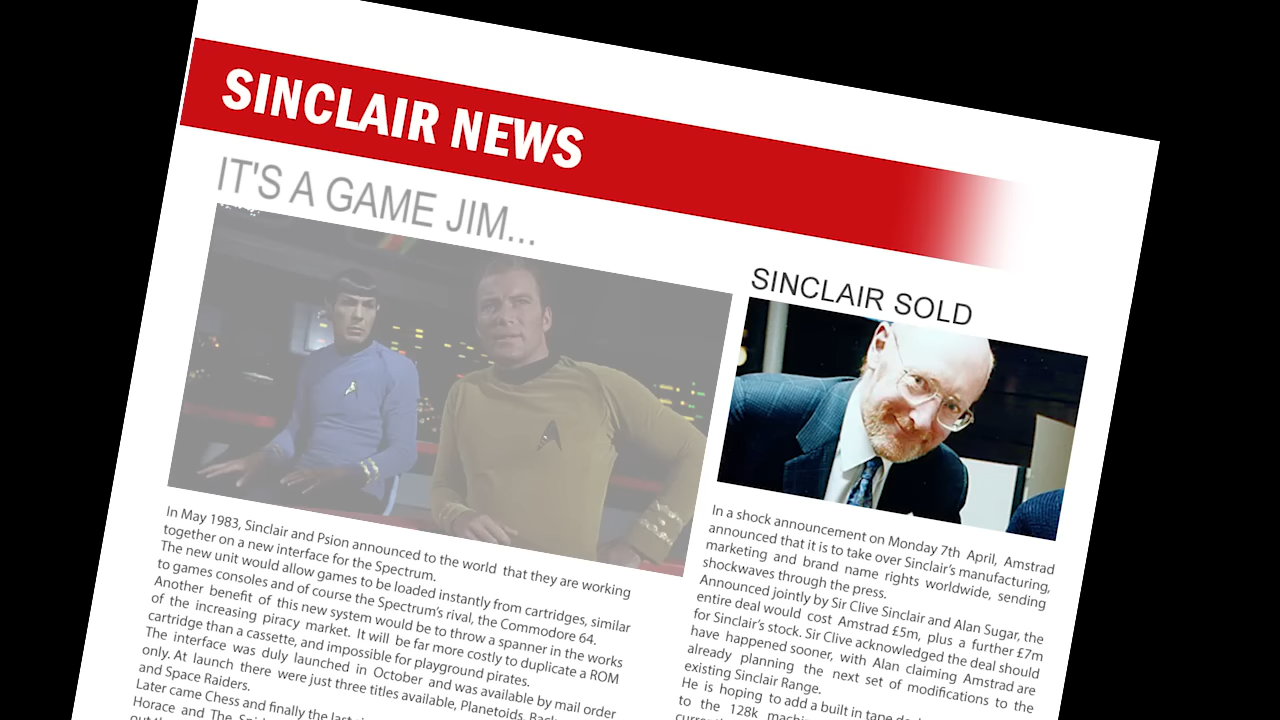 SINCLAIR NEWS
IT'S A GAME JIM...
In May 1983, Sinclair and Psion announced to the world that they are working
together on a new interface for the Spectrum.
The new unit would allow games to be loaded instantly from cartridges, similar
to games consoles and of course the Spectrum's rival, the Commodore 64.
Another benefit of this new system would be to throw a spanner in the works
of the increasing piracy market. It will be far more costly to duplicate a ROM
cartridge than a cassette, and impossible for playground pirates.
The interface was duly launched in October and was available by mail order
only. At launch there were just three titles available, Planetoids,
and Space Raiders.
Later came Chess and finally the
Horace and The
SINCLAIR SOLD
In a shock announcement on Monday 7th April, Amstrad
announced that it is to take over Sinclair's manufacturing,
marketing and brand name rights worldwide, sending
shockwaves through the press.
Announced jointly by Sir Clive Sinclair and Alan Sugar, the
entire deal would cost Amstrad £5m, plus a further £7m
for Sinclair's stock. Sir Clive acknowledged the deal should
have happened sooner, with Alan claiming Amstrad are
already planning the next set of modifications to the
existing Sinclair Range.
He is hoping to add a built in tape
to the 128k